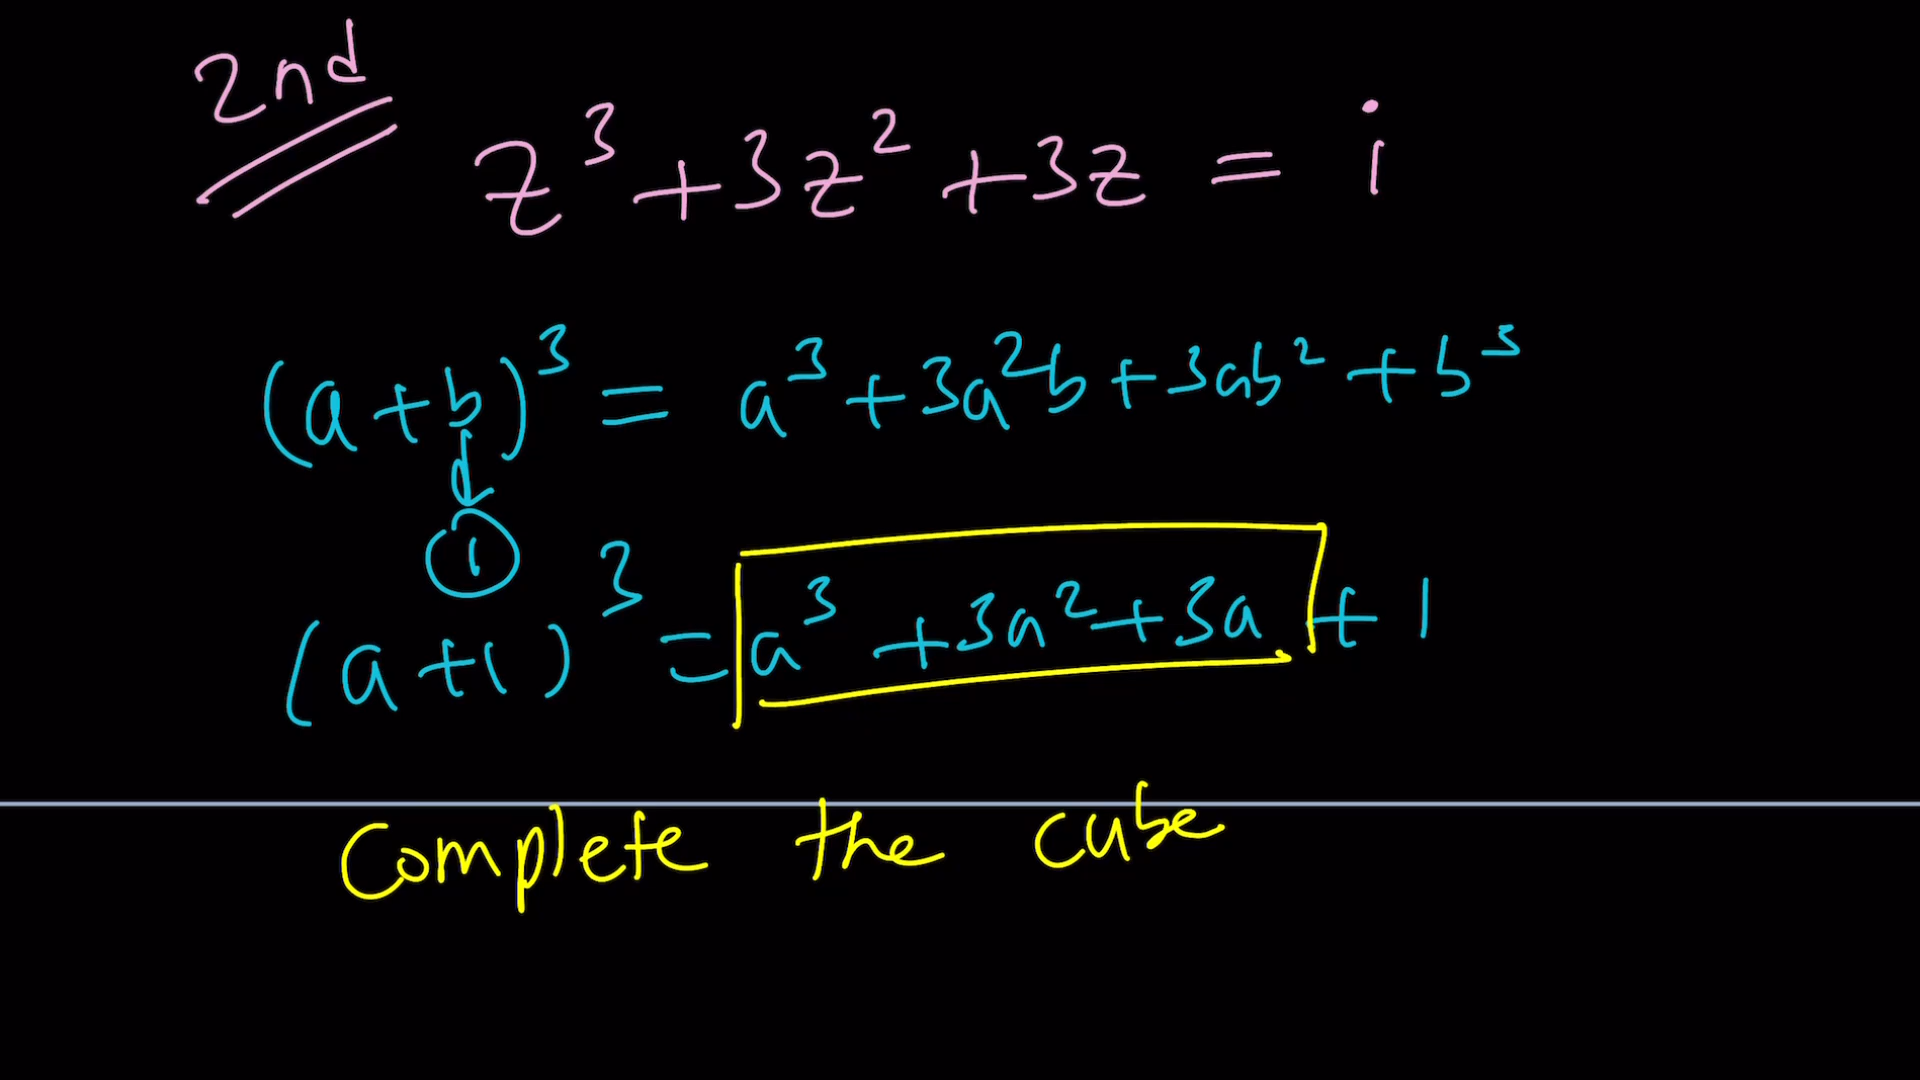 2nd
z³ + 3z² + 3z = i
(a+b)³ = a³ + 3a²b + 3ab² + b³
1
(a+1)³ = a³ + 3a² + 3a + 1
Complete the cube